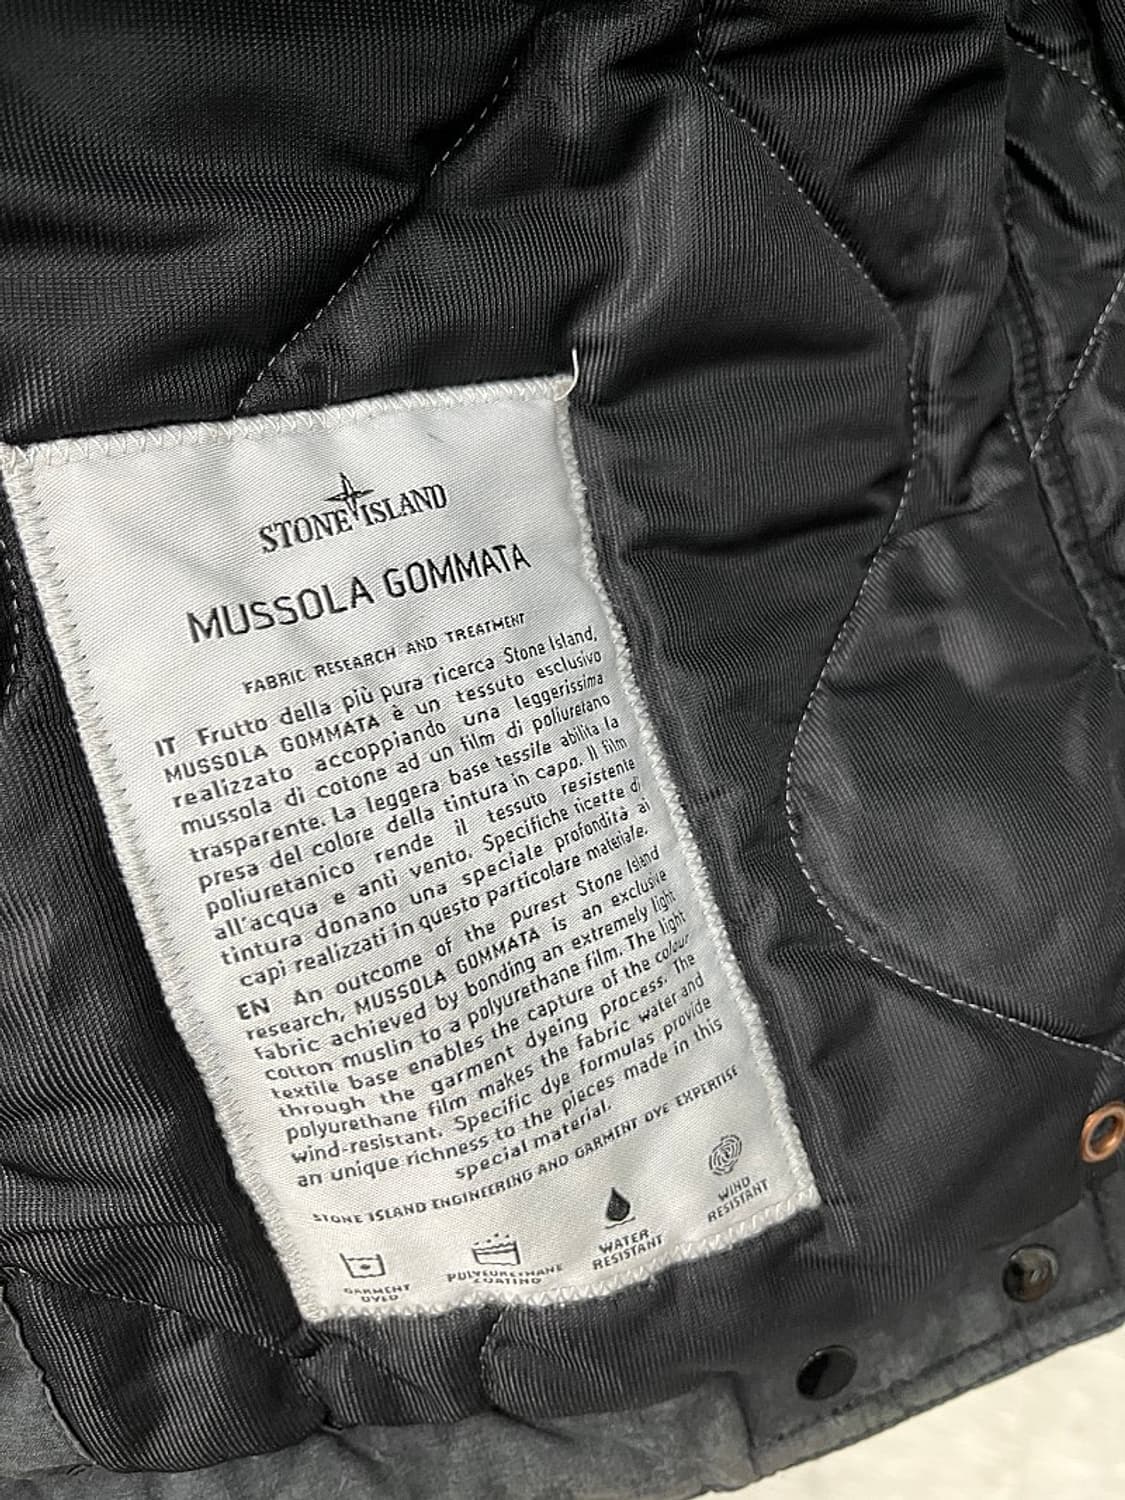 STONE ISLAND
MUSSOLA GOMMATA
FABRIC RESEARCH AND TREATMENT
IT Frutto della più pura ricerca Stone Island,
MUSSOLA GOMMATA è un tessuto esclusivo
realizzato accoppiando una leggerissima
mussola di cotone ad un film di poliuretano
trasparente. La leggera base tessile abilita la
presa del colore della tintura in capo. Il film
poliuretanico rende il tessuto resistente
all'acqua e anti vento. Specifiche ricette di
tintura donano una speciale profondità ai
capi realizzati in questo particolare materiale.
EN An outcome of the purest Stone Island
research, MUSSOLA GOMMATA is an exclusive
fabric achieved by bonding an extremely light
cotton muslin to a polyurethane film. The light
textile base enables the capture of the colour
through the garment dyeing process. The
polyurethane film makes the fabric water and
wind-resistant. Specific dye formulas provide
an unique richness to the pieces made in this
special material.
STONE ISLAND ENGINEERING AND GARMENT DYE EXPERTISE
GARMENT
DYED
POLYURETHANE
COATING
WATER
RESISTANT
WIND
RESISTANT